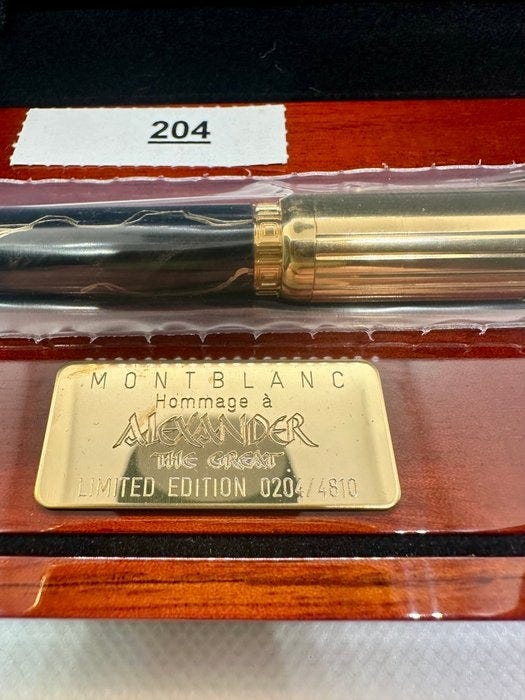 204
MONTBLANC
Hommage à
ALEXANDER
THE GREAT
LIMITED EDITION 0204/4810